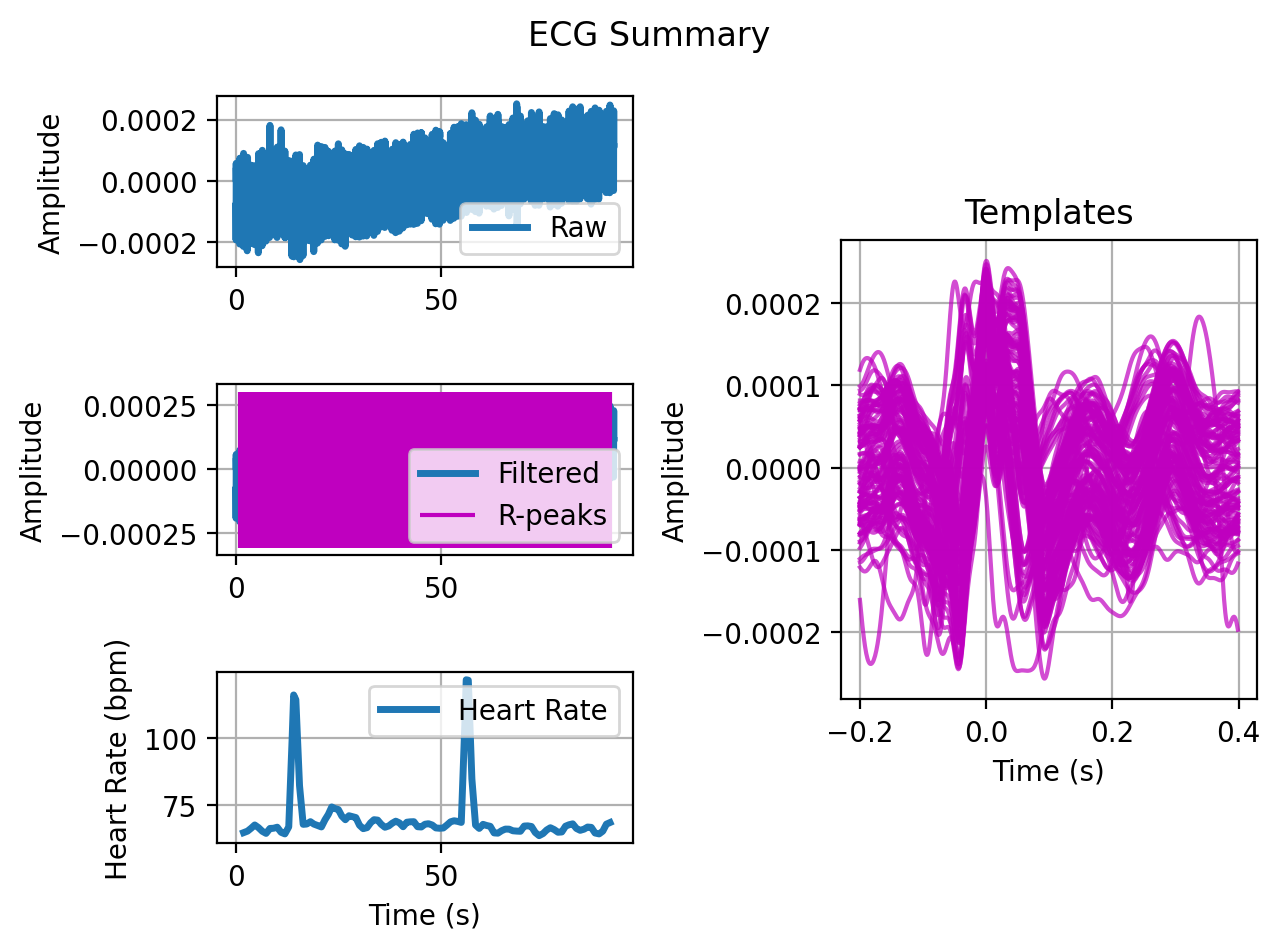 ECG Summary
Amplitude
0.0002
0.0000
−0.0002
Raw
0
50
Amplitude
0.00025
0.00000
−0.00025
Filtered
R-peaks
0
50
Heart Rate (bpm)
100
75
Heart Rate
0
50
Time (s)
Templates
Amplitude
0.0002
0.0001
0.0000
−0.0001
−0.0002
−0.2
0.0
0.2
0.4
Time (s)